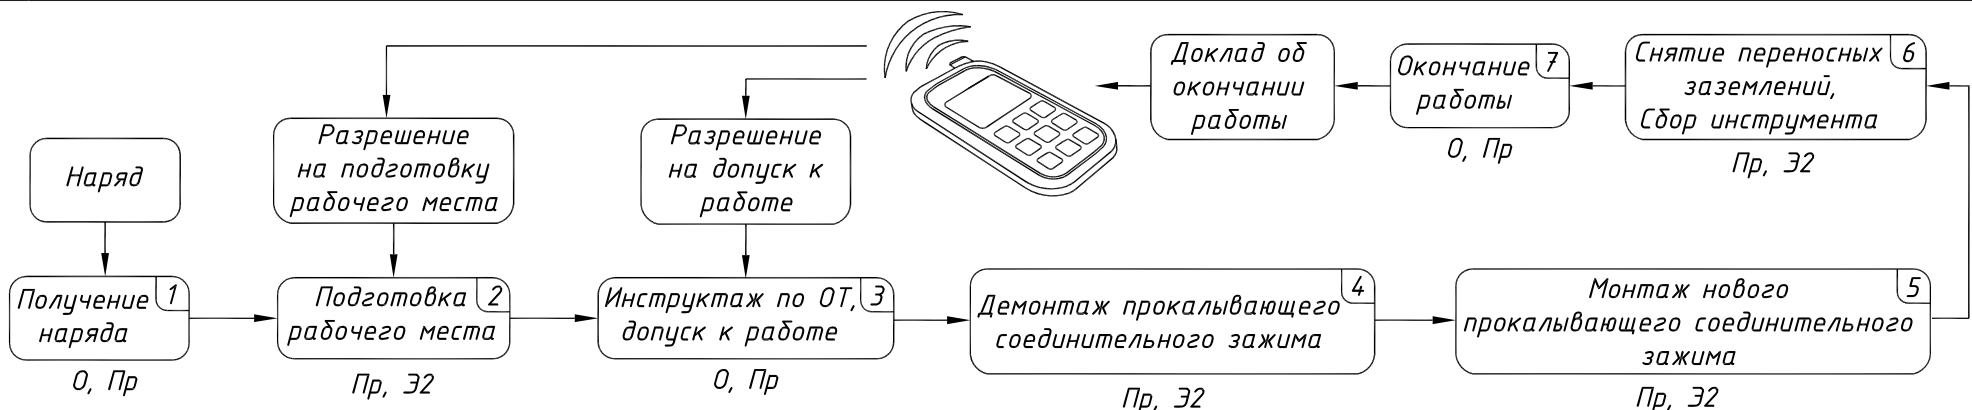 Наряд
Получение
наряда
1
О, Пр
Разрешение
на подготовку
рабочего места
Подготовка
рабочего места
2
Пр, Э2
Разрешение
на допуск к
работе
Инструктаж по ОТ,
допуск к работе
3
О, Пр
Демонтаж прокалывающего
соединительного зажима
4
Пр, Э2
Монтаж нового
прокалывающего соединительного
зажима
5
Пр, Э2
Снятие переносных
заземлений,
Сбор инструмента
6
Пр, Э2
Окончание
работы
7
О, Пр
Доклад об
окончании
работы